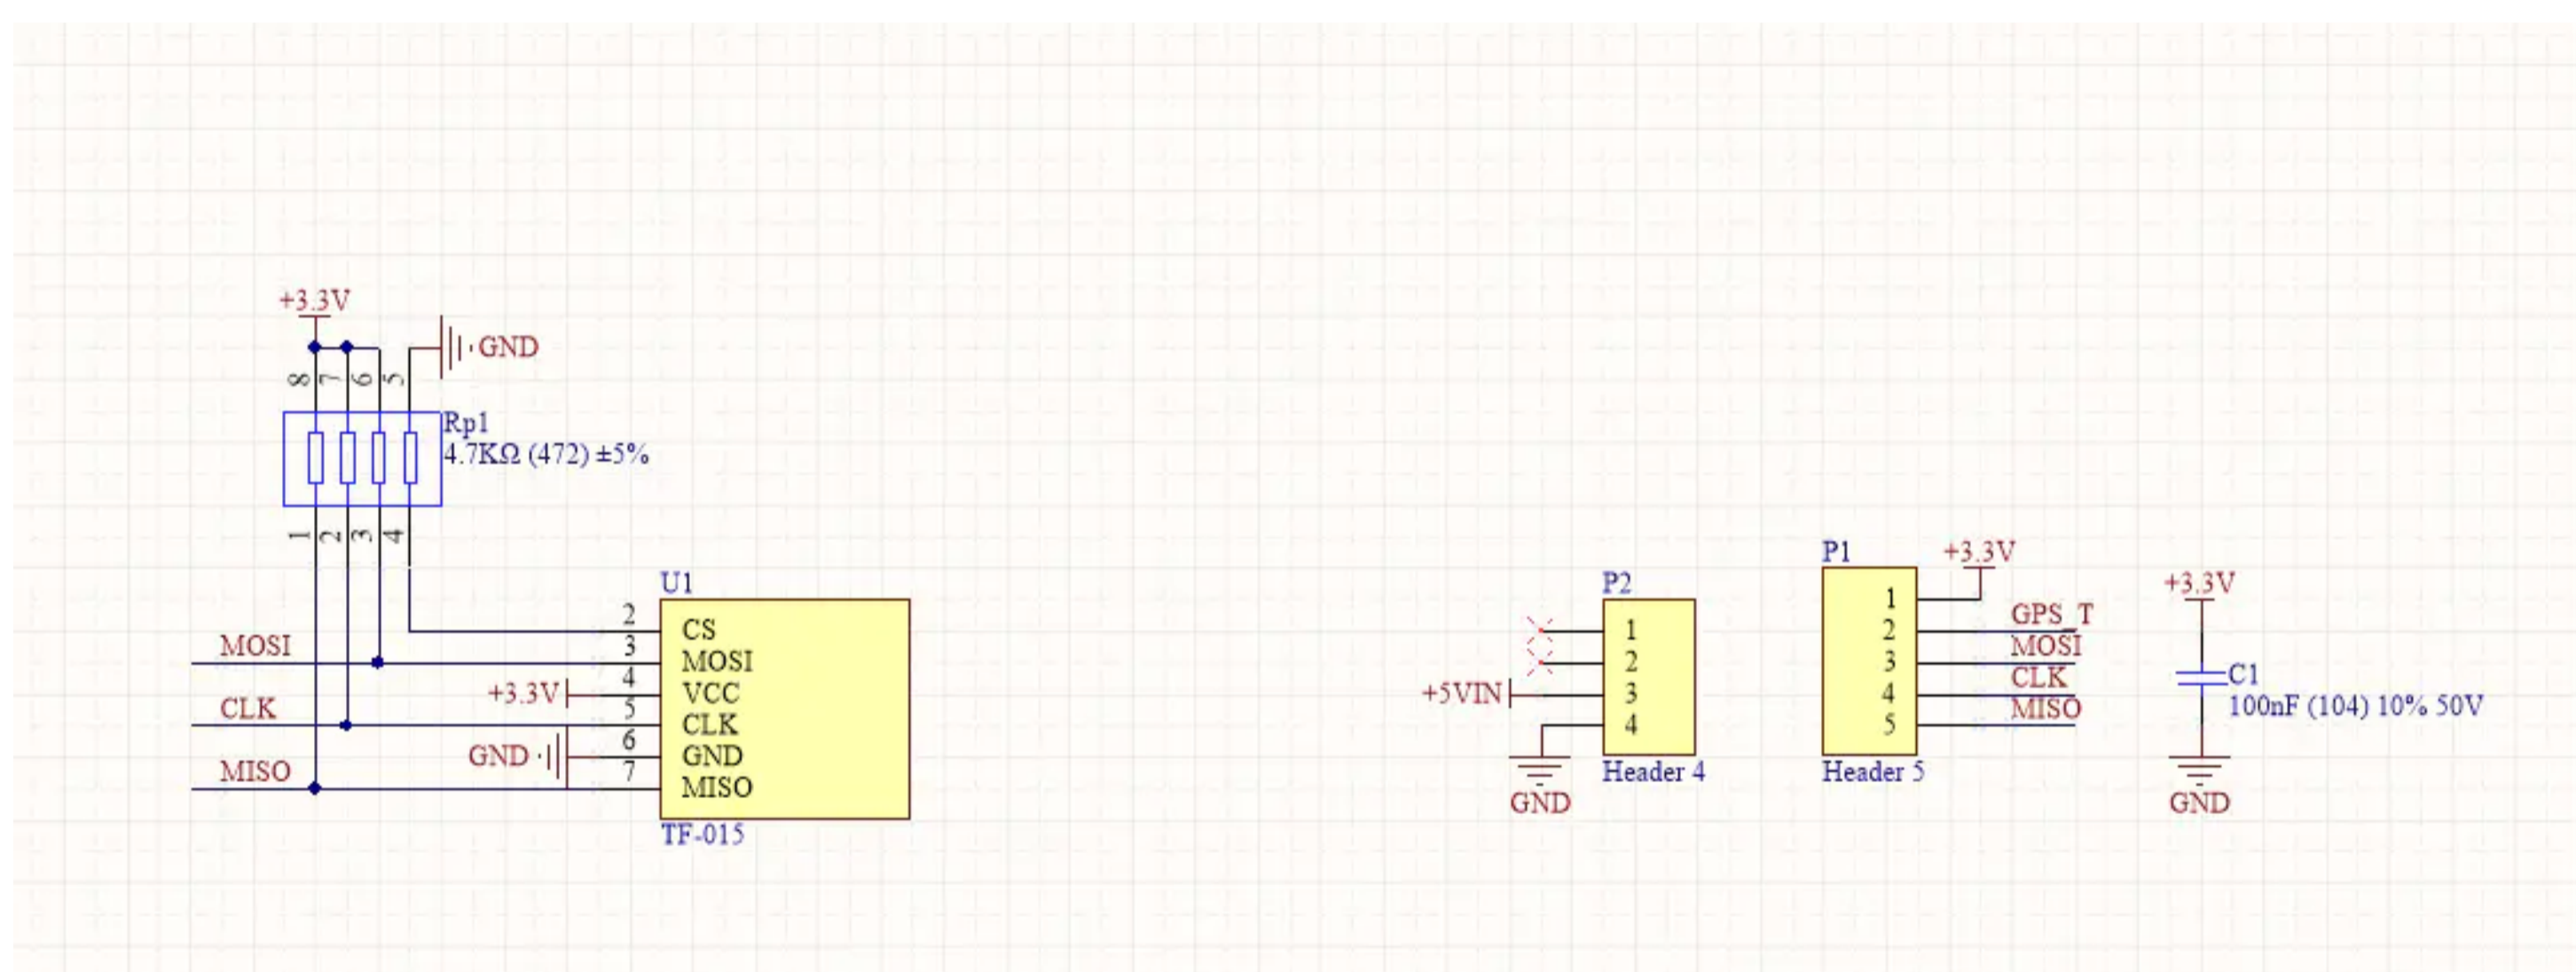 +3.3V
GND
8 7 6 5
Rp1
4.7KΩ (472) ±5%
1 2 3 4
U1
2 CS
MOSI 3 MOSI
+3.3V 4 VCC
CLK 5 CLK
GND 6 GND
MISO 7 MISO
TF-015
P2
1
2
+5VIN 3
4
Header 4
GND
P1
+3.3V
1
2 GPS_T
3 MOSI
4 CLK
5 MISO
Header 5
+3.3V
C1
100nF (104) 10% 50V
GND